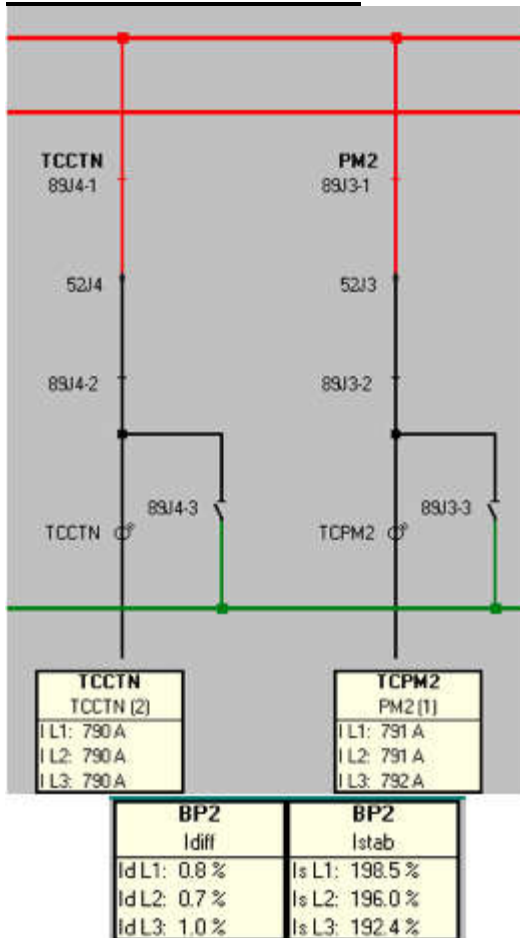 TCCTN
89J4-1
52J4
89J4-2
89J4-3
TCCTN
PM2
89J3-1
52J3
89J3-2
89J3-3
TCPM2
TCCTN
TCCTN (2)
I L1: 790 A
I L2: 790 A
I L3: 790 A
TCPM2
PM2 (1)
I L1: 791 A
I L2: 791 A
I L3: 792 A
BP2
Idiff
Id L1: 0.8 %
Id L2: 0.7 %
Id L3: 1.0 %
BP2
Istab
Is L1: 198.5 %
Is L2: 196.0 %
Is L3: 192.4 %